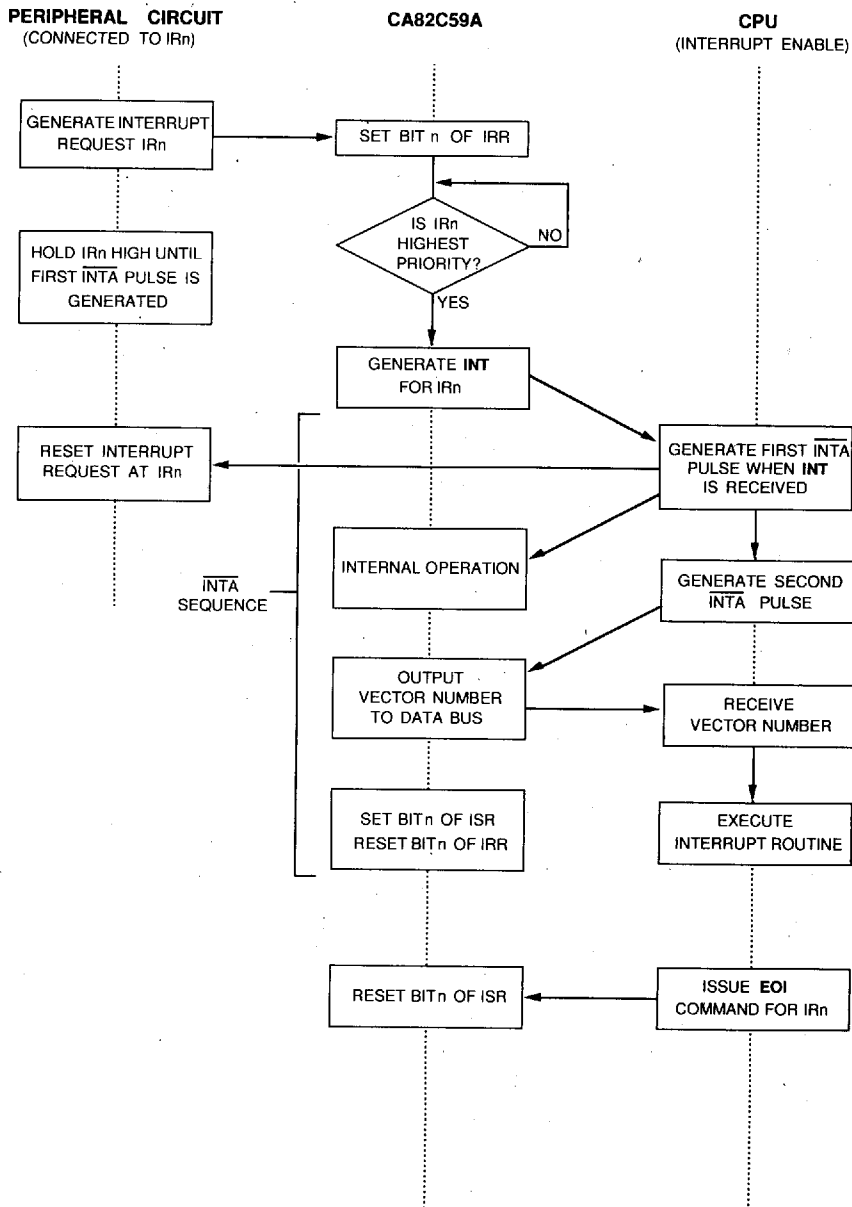 PERIPHERAL CIRCUIT
(CONNECTED TO IRn)
CA82C59A
CPU
(INTERRUPT ENABLE)
GENERATE INTERRUPT
REQUEST IRn
SET BIT n OF IRR
IS IRn
HIGHEST
PRIORITY?
NO
YES
HOLD IRn HIGH UNTIL
FIRST I̅N̅T̅A̅ PULSE IS
GENERATED
GENERATE INT
FOR IRn
RESET INTERRUPT
REQUEST AT IRn
GENERATE FIRST I̅N̅T̅A̅
PULSE WHEN INT
IS RECEIVED
INTERNAL OPERATION
I̅N̅T̅A̅
SEQUENCE
GENERATE SECOND
I̅N̅T̅A̅ PULSE
OUTPUT
VECTOR NUMBER
TO DATA BUS
RECEIVE
VECTOR NUMBER
SET BITn OF ISR
RESET BITn OF IRR
EXECUTE
INTERRUPT ROUTINE
RESET BITn OF ISR
ISSUE EOI
COMMAND FOR IRn